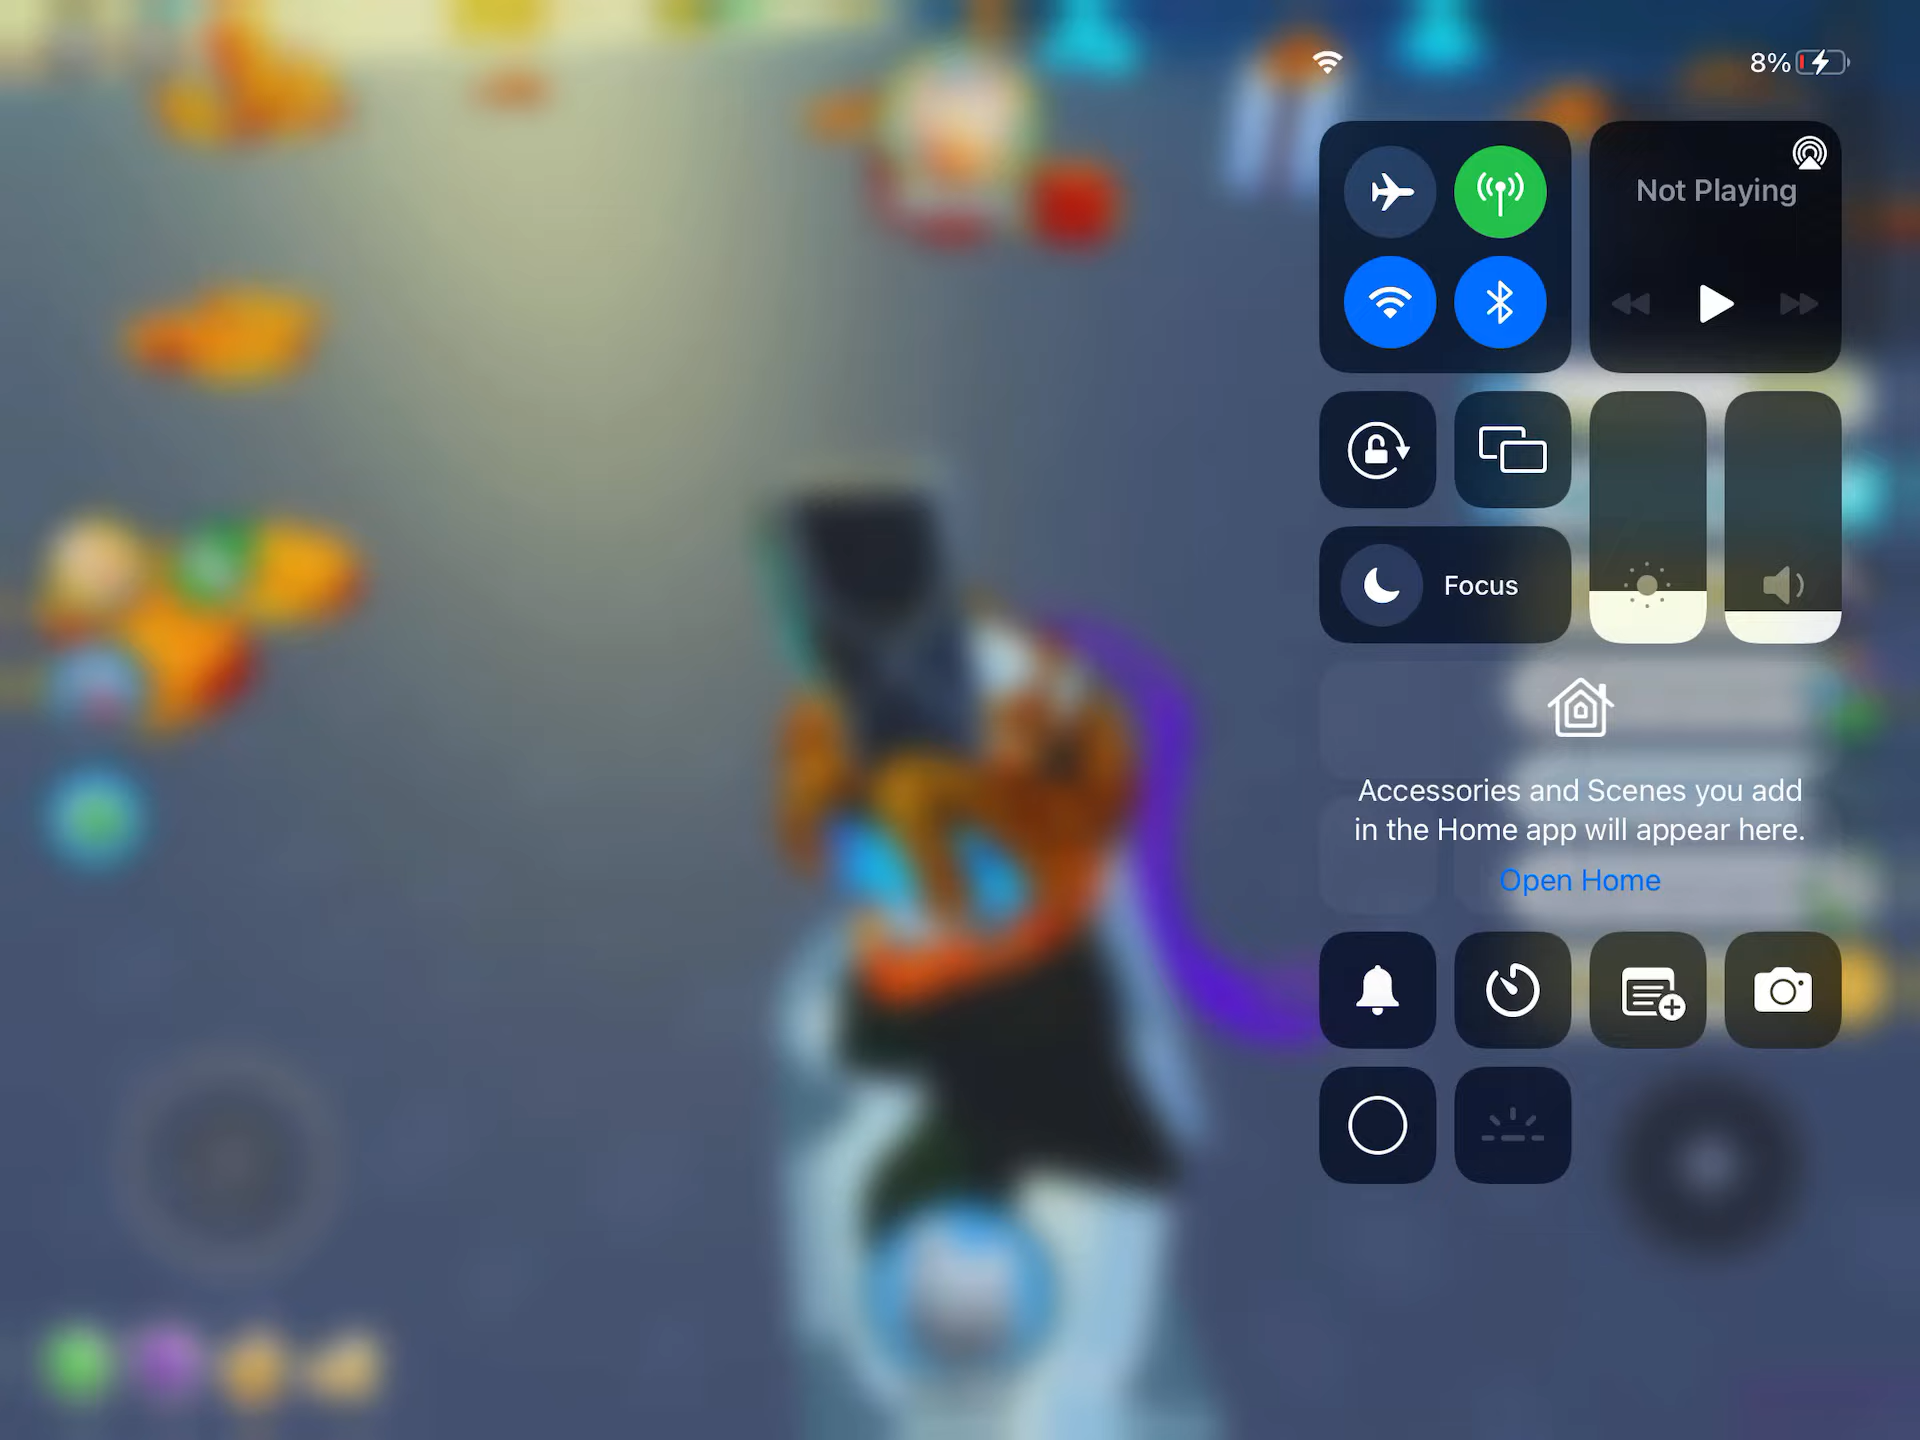 8%
Not Playing
Focus
Accessories and Scenes you add
in the Home app will appear here.
Open Home